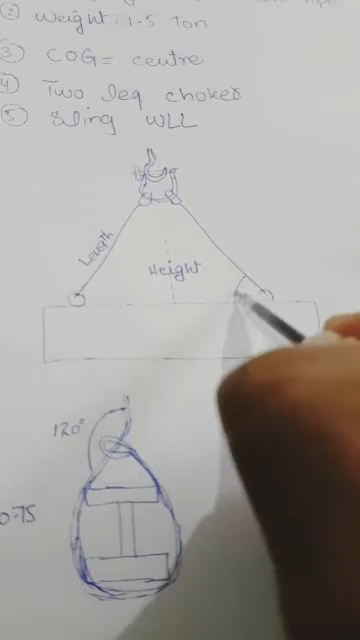 ② Weight: 1.5 Ton
③ COG = centre
④ Two leg choker
⑤ Sling WLL
Length
Height
120°
0.75